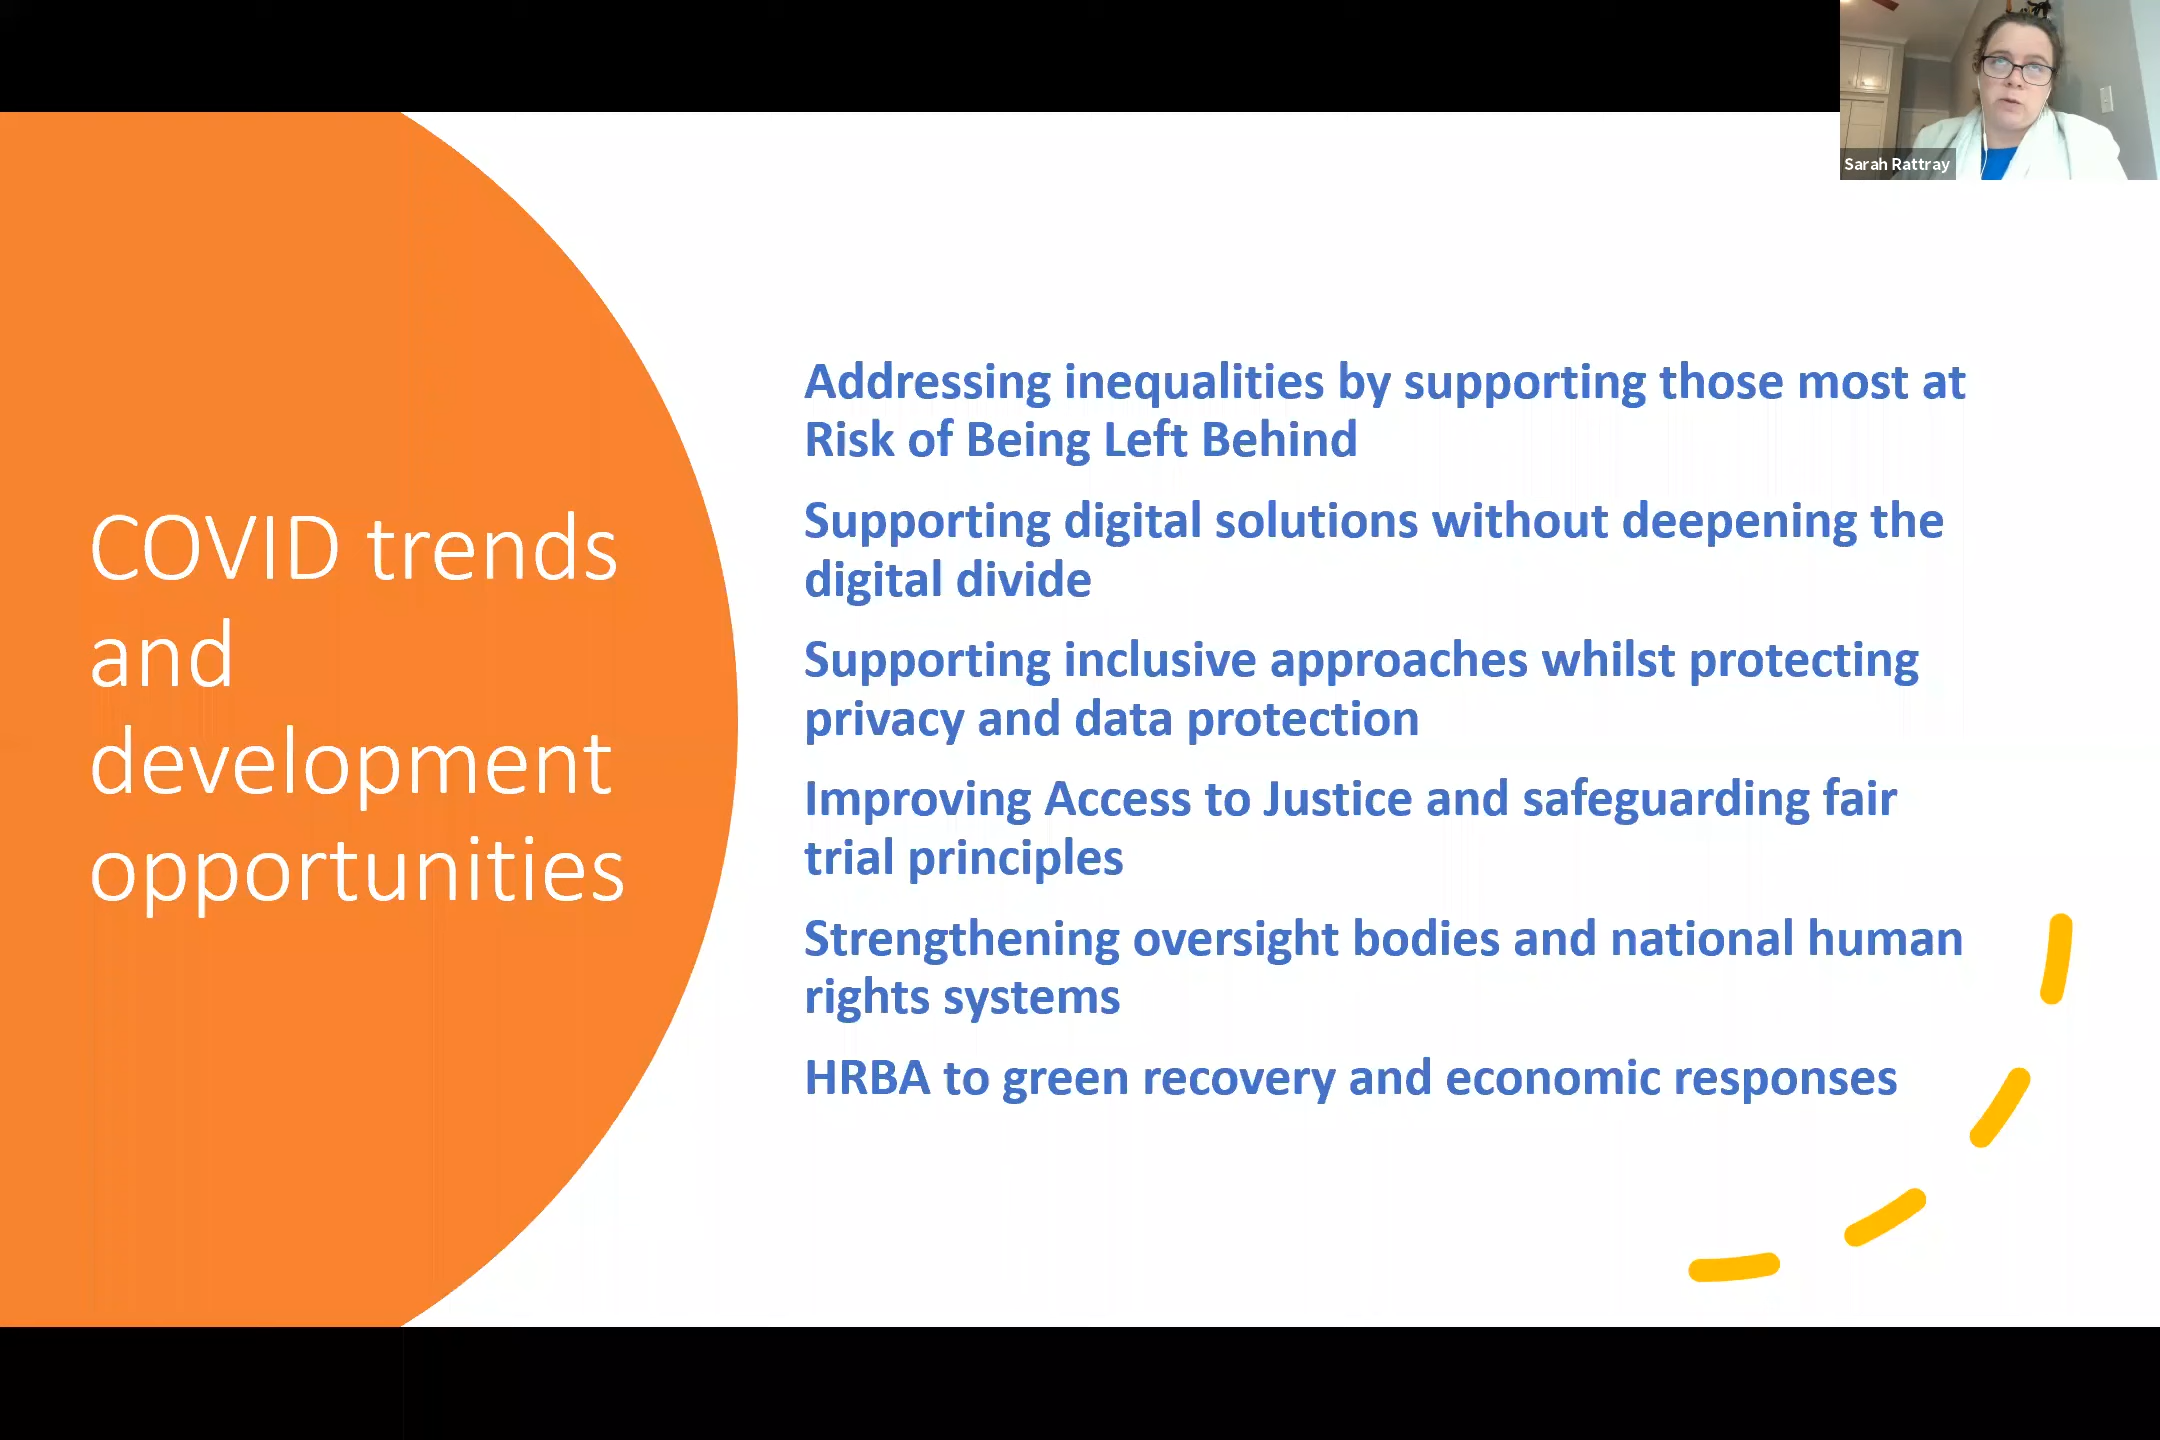 Sarah Rattray
COVID trends
and
development
opportunities
Addressing inequalities by supporting those most at
Risk of Being Left Behind
Supporting digital solutions without deepening the
digital divide
Supporting inclusive approaches whilst protecting
privacy and data protection
Improving Access to Justice and safeguarding fair
trial principles
Strengthening oversight bodies and national human
rights systems
HRBA to green recovery and economic responses